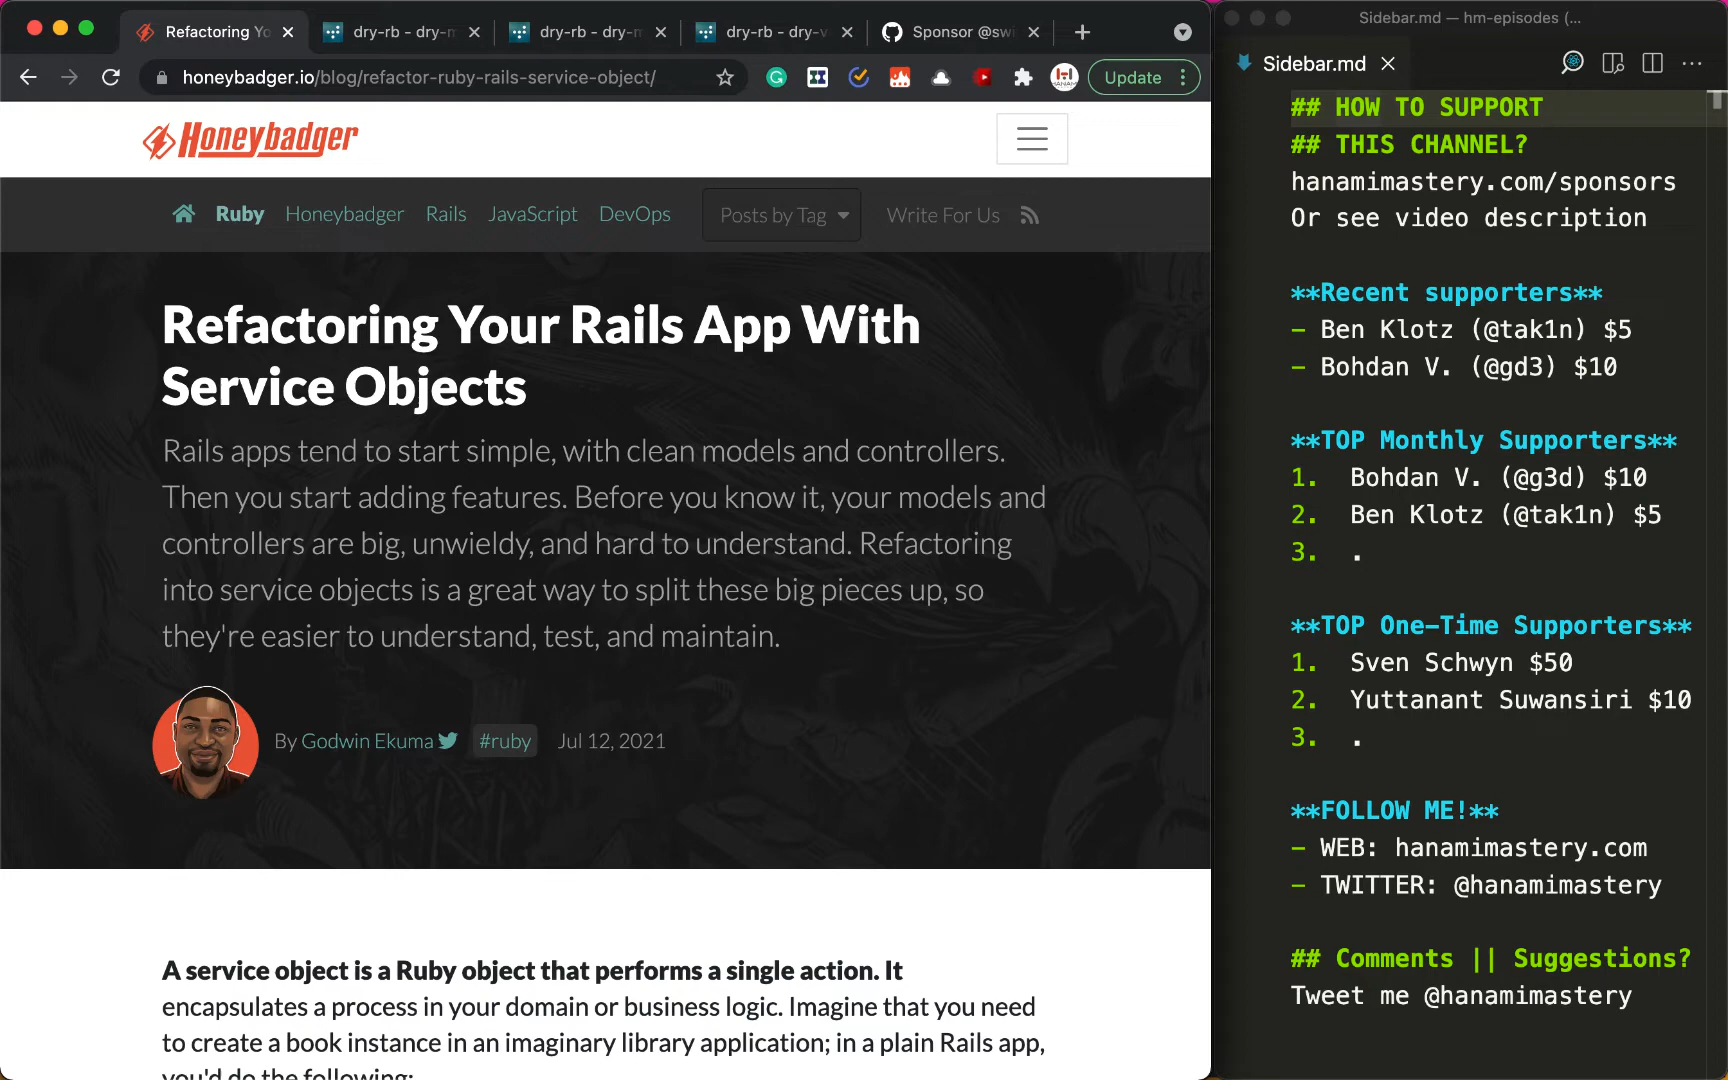 Refactoring Yo
dry-rb - dry-m
dry-rb - dry-m
dry-rb - dry-v
Sponsor @swi
honeybadger.io/blog/refactor-ruby-rails-service-object/
Update
Honeybadger
Ruby Honeybadger Rails JavaScript DevOps Posts by Tag Write For Us
Refactoring Your Rails App With
Service Objects
Rails apps tend to start simple, with clean models and controllers.
Then you start adding features. Before you know it, your models and
controllers are big, unwieldy, and hard to understand. Refactoring
into service objects is a great way to split these big pieces up, so
they're easier to understand, test, and maintain.
By Godwin Ekuma #ruby Jul 12, 2021
A service object is a Ruby object that performs a single action. It
encapsulates a process in your domain or business logic. Imagine that you need
to create a book instance in an imaginary library application; in a plain Rails app,
you'd do the following:
Sidebar.md — hm-episodes (...
Sidebar.md
## HOW TO SUPPORT
## THIS CHANNEL?
hanamimastery.com/sponsors
Or see video description
**Recent supporters**
- Ben Klotz (@tak1n) $5
- Bohdan V. (@gd3) $10
**TOP Monthly Supporters**
1. Bohdan V. (@g3d) $10
2. Ben Klotz (@tak1n) $5
3. .
**TOP One-Time Supporters**
1. Sven Schwyn $50
2. Yuttanant Suwansiri $10
3. .
**FOLLOW ME!**
- WEB: hanamimastery.com
- TWITTER: @hanamimastery
## Comments || Suggestions?
Tweet me @hanamimastery